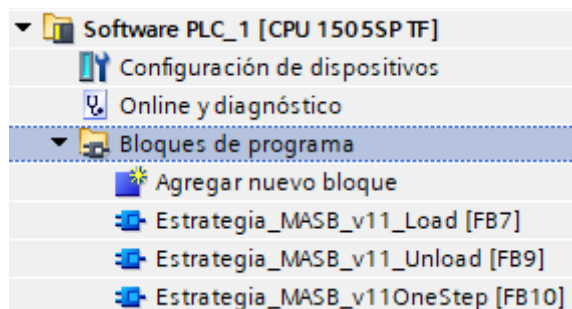 Software PLC_1 [CPU 1505SP TF]
Configuración de dispositivos
Online y diagnóstico
Bloques de programa
Agregar nuevo bloque
Estrategia_MASB_v11_Load [FB7]
Estrategia_MASB_v11_Unload [FB9]
Estrategia_MASB_v11OneStep [FB10]